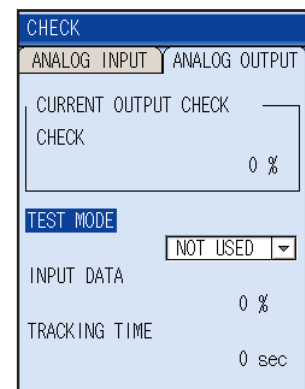 CHECK
ANALOG INPUT ANALOG OUTPUT
CURRENT OUTPUT CHECK
CHECK
0 %
TEST MODE
NOT USED
INPUT DATA
0 %
TRACKING TIME
0 sec